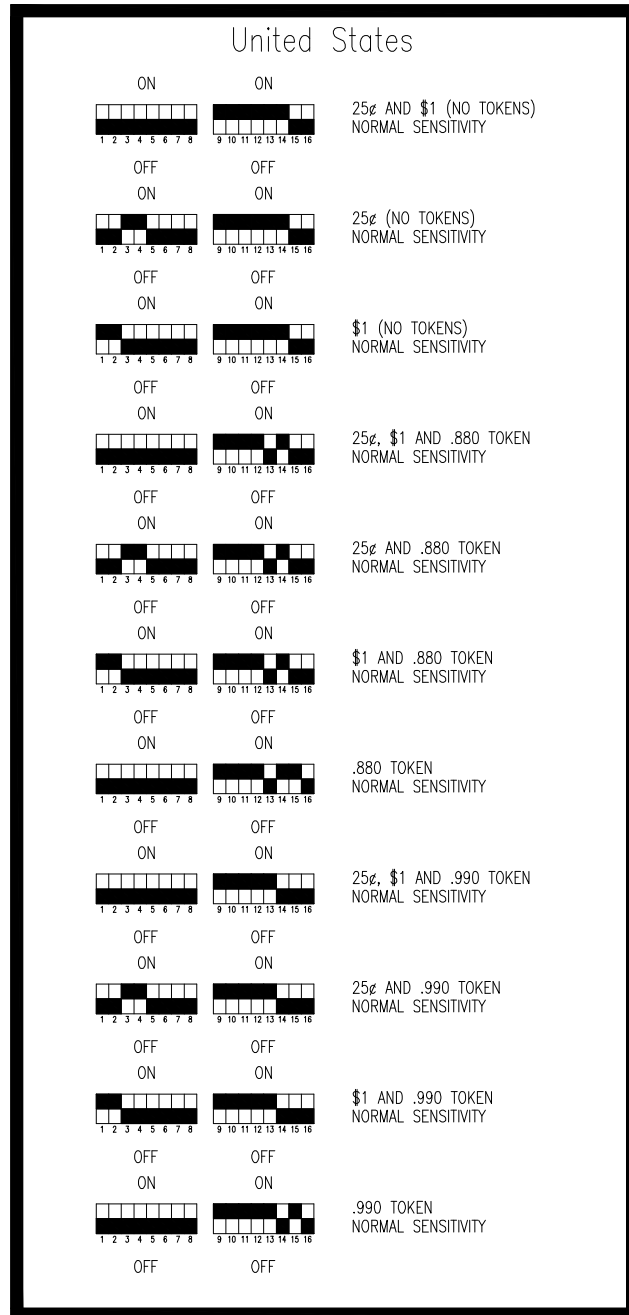 United States
ON ON
25¢ AND $1 (NO TOKENS)
NORMAL SENSITIVITY
1 2 3 4 5 6 7 8 9 10 11 12 13 14 15 16
OFF OFF
ON ON
25¢ (NO TOKENS)
NORMAL SENSITIVITY
1 2 3 4 5 6 7 8 9 10 11 12 13 14 15 16
OFF OFF
ON ON
$1 (NO TOKENS)
NORMAL SENSITIVITY
1 2 3 4 5 6 7 8 9 10 11 12 13 14 15 16
OFF OFF
ON ON
25¢, $1 AND .880 TOKEN
NORMAL SENSITIVITY
1 2 3 4 5 6 7 8 9 10 11 12 13 14 15 16
OFF OFF
ON ON
25¢ AND .880 TOKEN
NORMAL SENSITIVITY
1 2 3 4 5 6 7 8 9 10 11 12 13 14 15 16
OFF OFF
ON ON
$1 AND .880 TOKEN
NORMAL SENSITIVITY
1 2 3 4 5 6 7 8 9 10 11 12 13 14 15 16
OFF OFF
ON ON
.880 TOKEN
NORMAL SENSITIVITY
1 2 3 4 5 6 7 8 9 10 11 12 13 14 15 16
OFF OFF
ON ON
25¢, $1 AND .990 TOKEN
NORMAL SENSITIVITY
1 2 3 4 5 6 7 8 9 10 11 12 13 14 15 16
OFF OFF
ON ON
25¢ AND .990 TOKEN
NORMAL SENSITIVITY
1 2 3 4 5 6 7 8 9 10 11 12 13 14 15 16
OFF OFF
ON ON
$1 AND .990 TOKEN
NORMAL SENSITIVITY
1 2 3 4 5 6 7 8 9 10 11 12 13 14 15 16
OFF OFF
ON ON
.990 TOKEN
NORMAL SENSITIVITY
1 2 3 4 5 6 7 8 9 10 11 12 13 14 15 16
OFF OFF